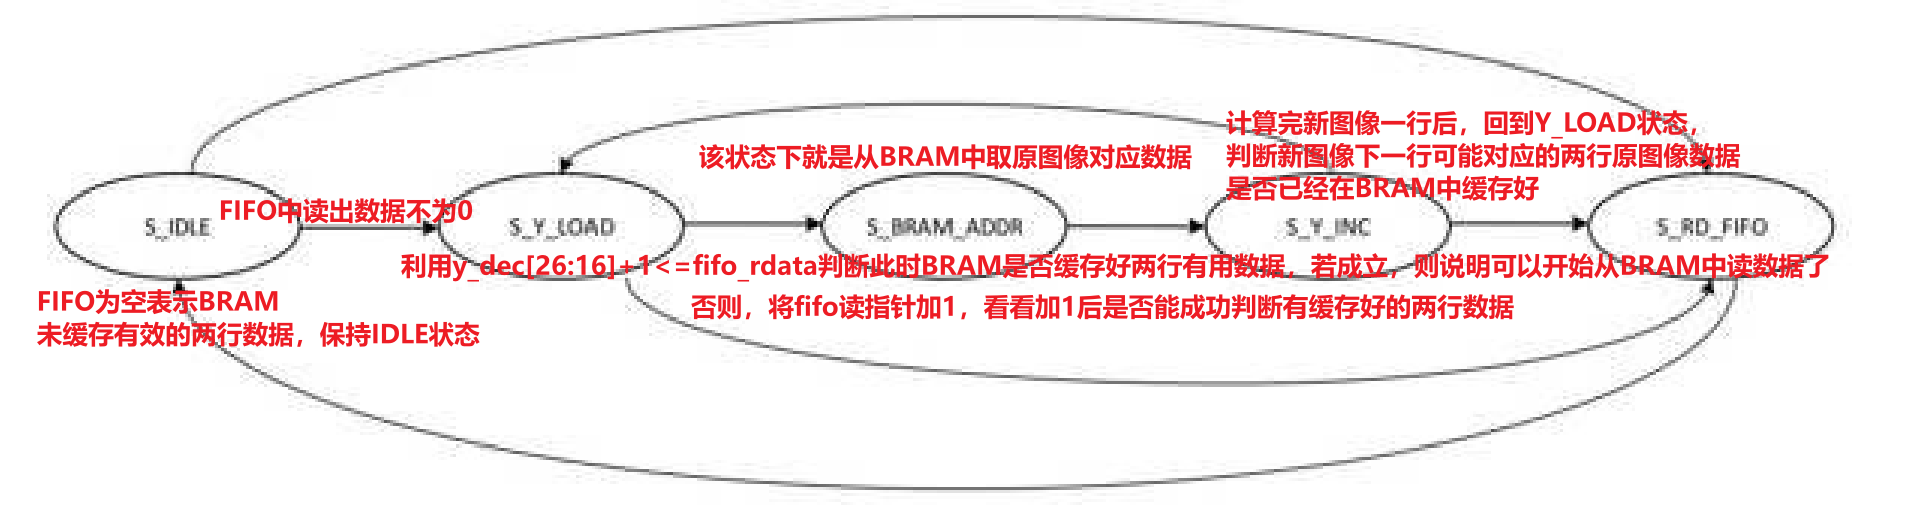 计算完新图像一行后，回到Y_LOAD状态，
判断新图像下一行可能对应的两行原图像数据
是否已经在BRAM中缓存好
该状态下就是从BRAM中取原图像对应数据
FIFO中读出数据不为0
S_IDLE
S_Y_LOAD
S_BRAM_ADDR
S_Y_INC
S_RD_FIFO
利用y_dec[26:16]+1<=fifo_rdata判断此时BRAM是否缓存好两行有用数据，若成立，则说明可以开始从BRAM中读数据了
否则，将fifo读指针加1，看看加1后是否能成功判断有缓存好的两行数据
FIFO为空表示BRAM
未缓存有效的两行数据，保持IDLE状态